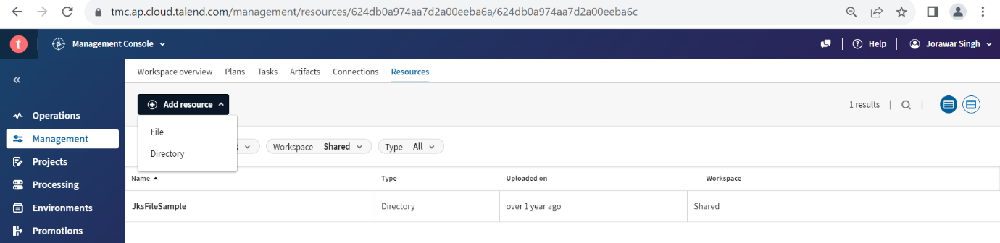 tmc.ap.cloud.talend.com/management/resources/624db0a974aa7d2a00eeba6a/624db0a974aa7d2a00eeba6c
t Management Console Help Jorawar Singh
Workspace overview Plans Tasks Artifacts Connections Resources
Add resource 1 results
Operations
File
Management
t Workspace Shared Type All
Directory
Projects
Name Type Uploaded on Workspace
Processing
JksFileSample Directory over 1 year ago Shared
Environments
Promotions